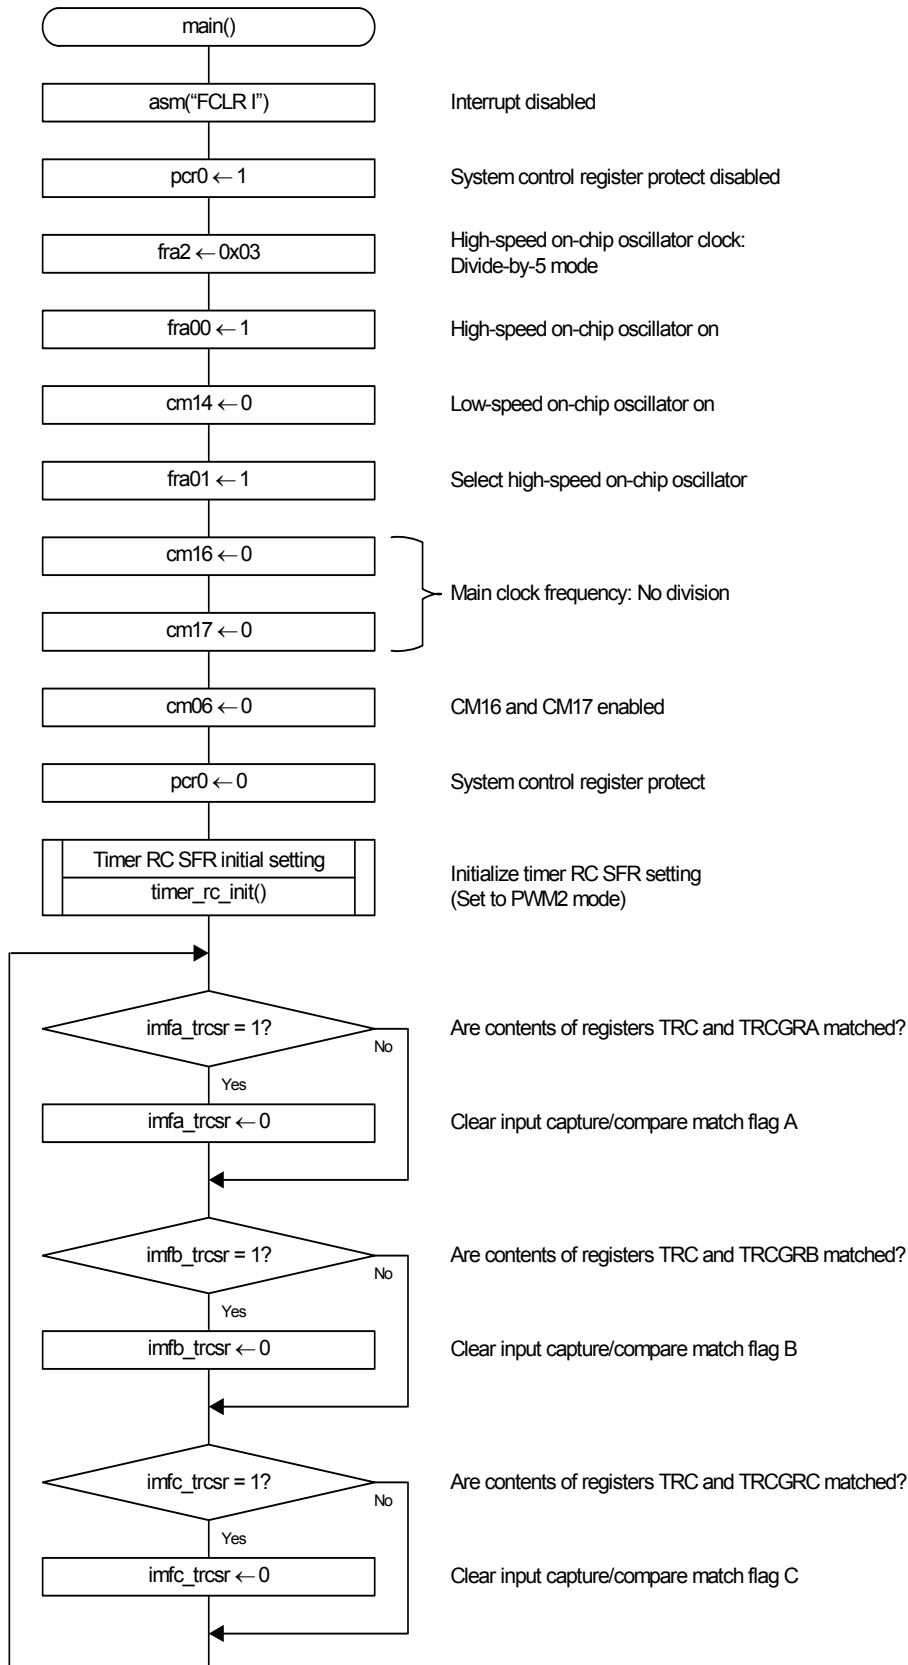 main()
asm(“FCLR I”)
Interrupt disabled
pcr0 ← 1
System control register protect disabled
fra2 ← 0x03
High-speed on-chip oscillator clock:
Divide-by-5 mode
fra00 ← 1
High-speed on-chip oscillator on
cm14 ← 0
Low-speed on-chip oscillator on
fra01 ← 1
Select high-speed on-chip oscillator
cm16 ← 0
Main clock frequency: No division
cm17 ← 0
cm06 ← 0
CM16 and CM17 enabled
pcr0 ← 0
System control register protect
Timer RC SFR initial setting
timer_rc_init()
Initialize timer RC SFR setting
(Set to PWM2 mode)
imfa_trcsr = 1?
Are contents of registers TRC and TRCGRA matched?
No
Yes
imfa_trcsr ← 0
Clear input capture/compare match flag A
imfb_trcsr = 1?
Are contents of registers TRC and TRCGRB matched?
No
Yes
imfb_trcsr ← 0
Clear input capture/compare match flag B
imfc_trcsr = 1?
Are contents of registers TRC and TRCGRC matched?
No
Yes
imfc_trcsr ← 0
Clear input capture/compare match flag C